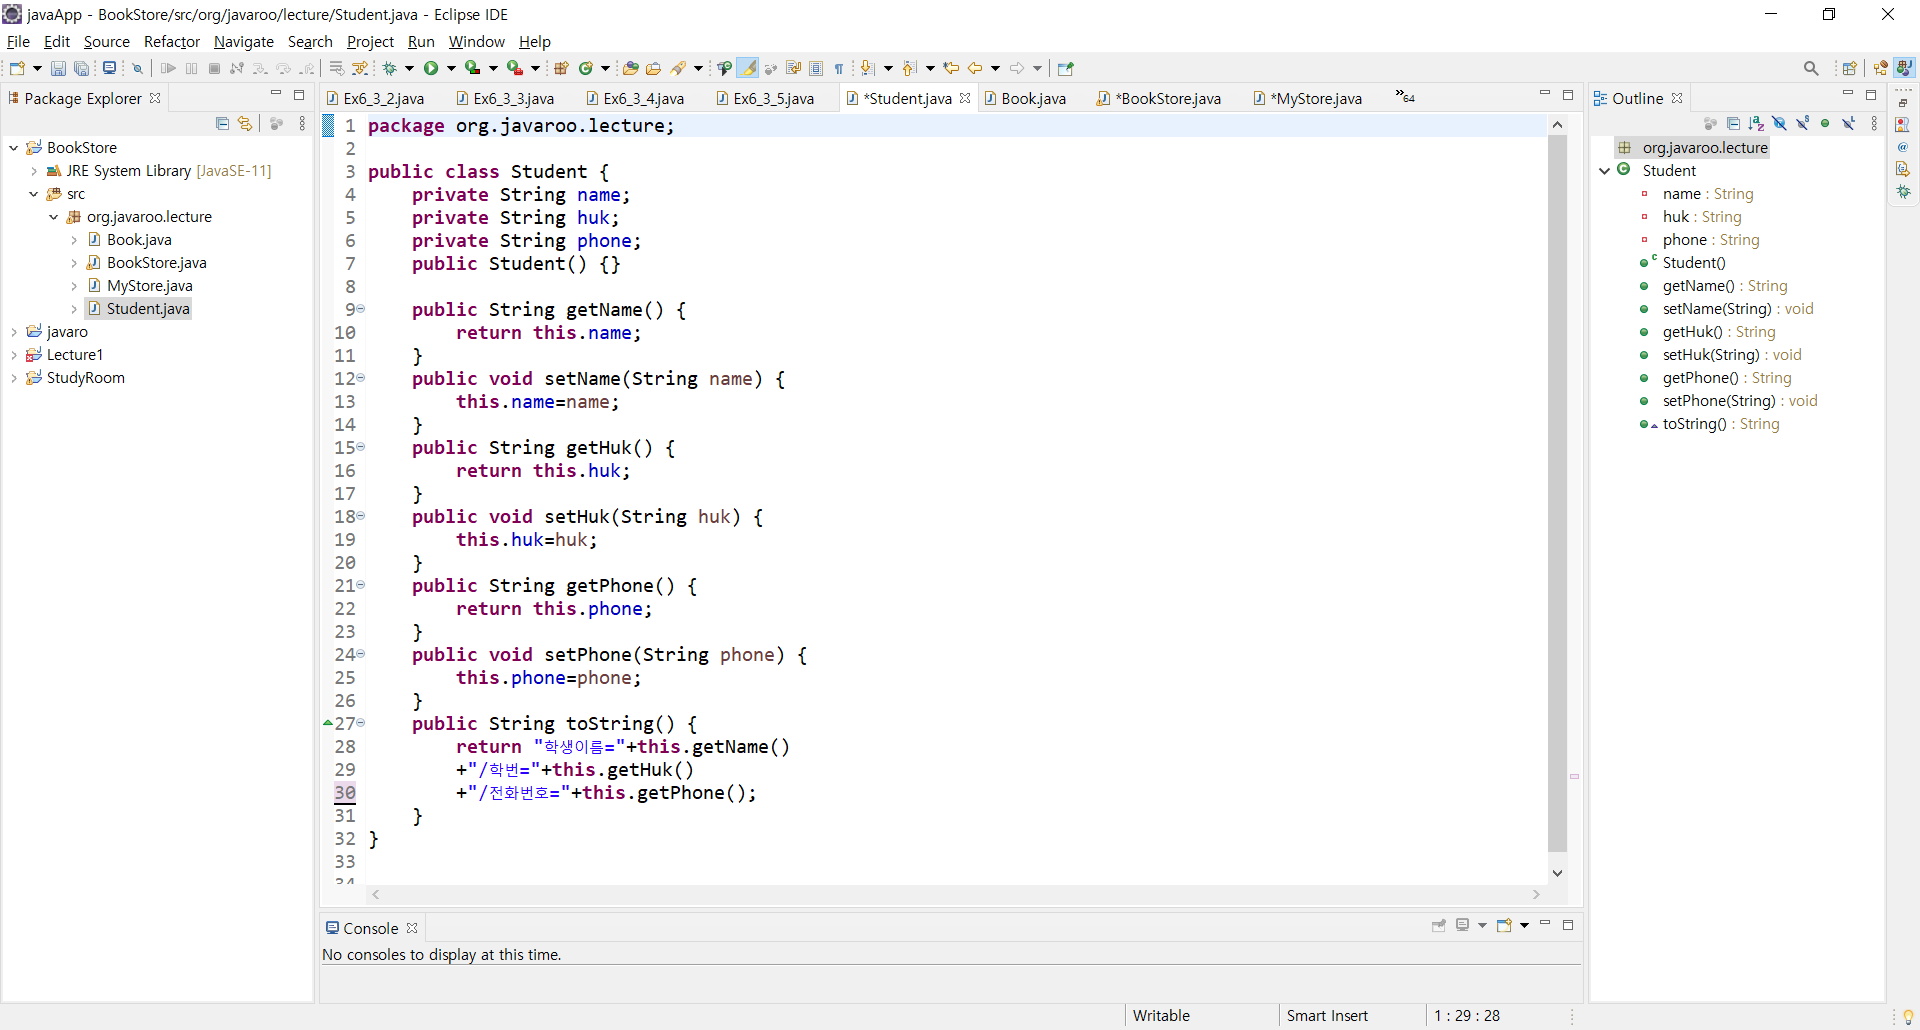 javaApp - BookStore/src/org/javaroo/lecture/Student.java - Eclipse IDE
File Edit Source Refactor Navigate Search Project Run Window Help
Package Explorer
BookStore
JRE System Library [JavaSE-11]
src
org.javaroo.lecture
Book.java
BookStore.java
MyStore.java
Student.java
javaro
Lecture1
StudyRoom
Ex6_3_2.java Ex6_3_3.java Ex6_3_4.java Ex6_3_5.java *Student.java Book.java *BookStore.java *MyStore.java »64
1 package org.javaroo.lecture;
2
3 public class Student {
4 private String name;
5 private String huk;
6 private String phone;
7 public Student() {}
8
9 public String getName() {
10 return this.name;
11 }
12 public void setName(String name) {
13 this.name=name;
14 }
15 public String getHuk() {
16 return this.huk;
17 }
18 public void setHuk(String huk) {
19 this.huk=huk;
20 }
21 public String getPhone() {
22 return this.phone;
23 }
24 public void setPhone(String phone) {
25 this.phone=phone;
26 }
27 public String toString() {
28 return "학생이름="+this.getName()
29 +"/학번="+this.getHuk()
30 +"/전화번호="+this.getPhone();
31 }
32 }
33
34
Console
No consoles to display at this time.
Outline
org.javaroo.lecture
Student
name : String
huk : String
phone : String
Student()
getName() : String
setName(String) : void
getHuk() : String
setHuk(String) : void
getPhone() : String
setPhone(String) : void
toString() : String
Writable Smart Insert 1 : 29 : 28